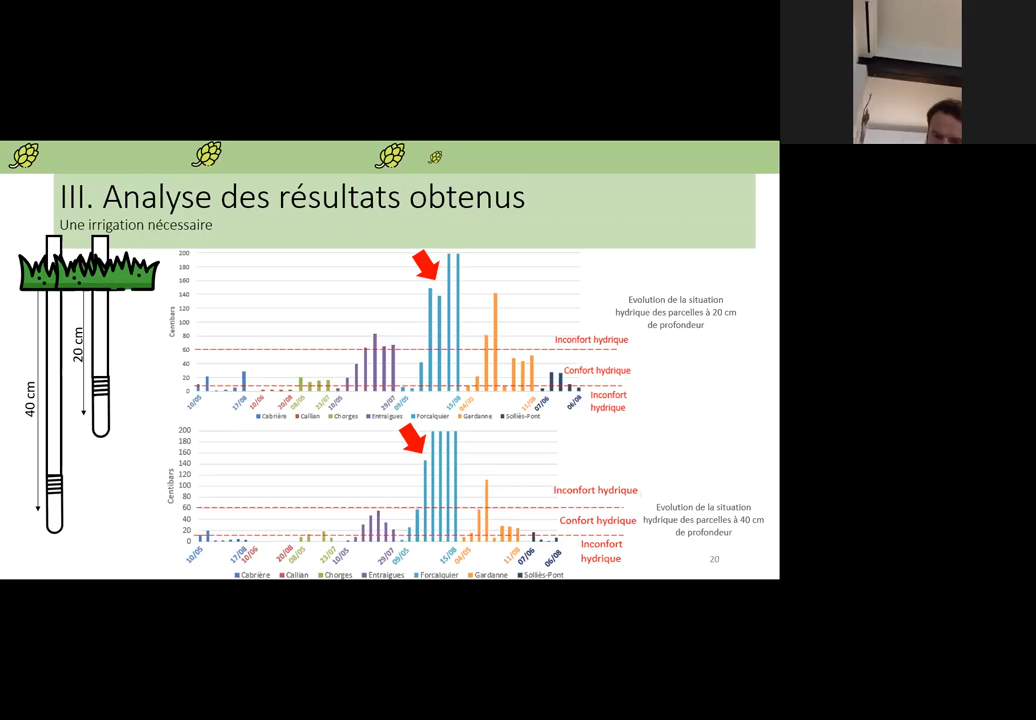 III. Analyse des résultats obtenus
Une irrigation nécessaire
40 cm
20 cm
200
180
160
140
120
100
80
60
40
20
0
Centibars
10/05
17/08
10/06
20/08
08/05
23/07
10/05
29/07
09/05
15/08
04/05
11/08
07/06
06/08
Cabrière Callian Chorges Entraigues Forcalquier Gardanne Solliès-Pont
Inconfort hydrique
Confort hydrique
Inconfort
hydrique
Evolution de la situation
hydrique des parcelles à 20 cm
de profondeur
200
180
160
140
120
100
80
60
40
20
0
Centibars
10/05
17/08
10/06
20/08
08/05
23/07
10/05
29/07
09/05
15/08
04/05
11/08
07/06
06/08
Cabrière Callian Chorges Entraigues Forcalquier Gardanne Solliès-Pont
Inconfort hydrique
Confort hydrique
Inconfort
hydrique
Evolution de la situation
hydrique des parcelles à 40 cm
de profondeur
20